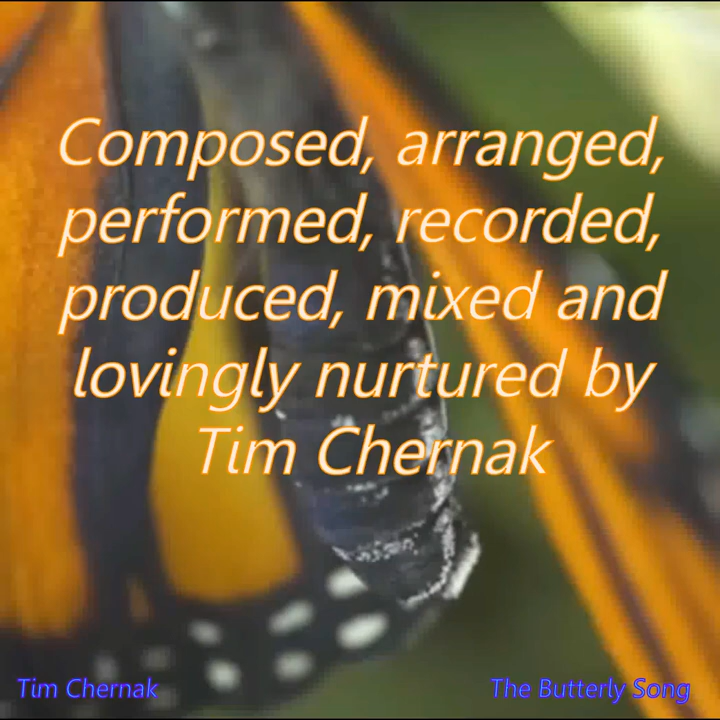 Composed, arranged,
performed, recorded,
produced, mixed and
lovingly nurtured by
Tim Chernak
Tim Chernak
The Butterly Song